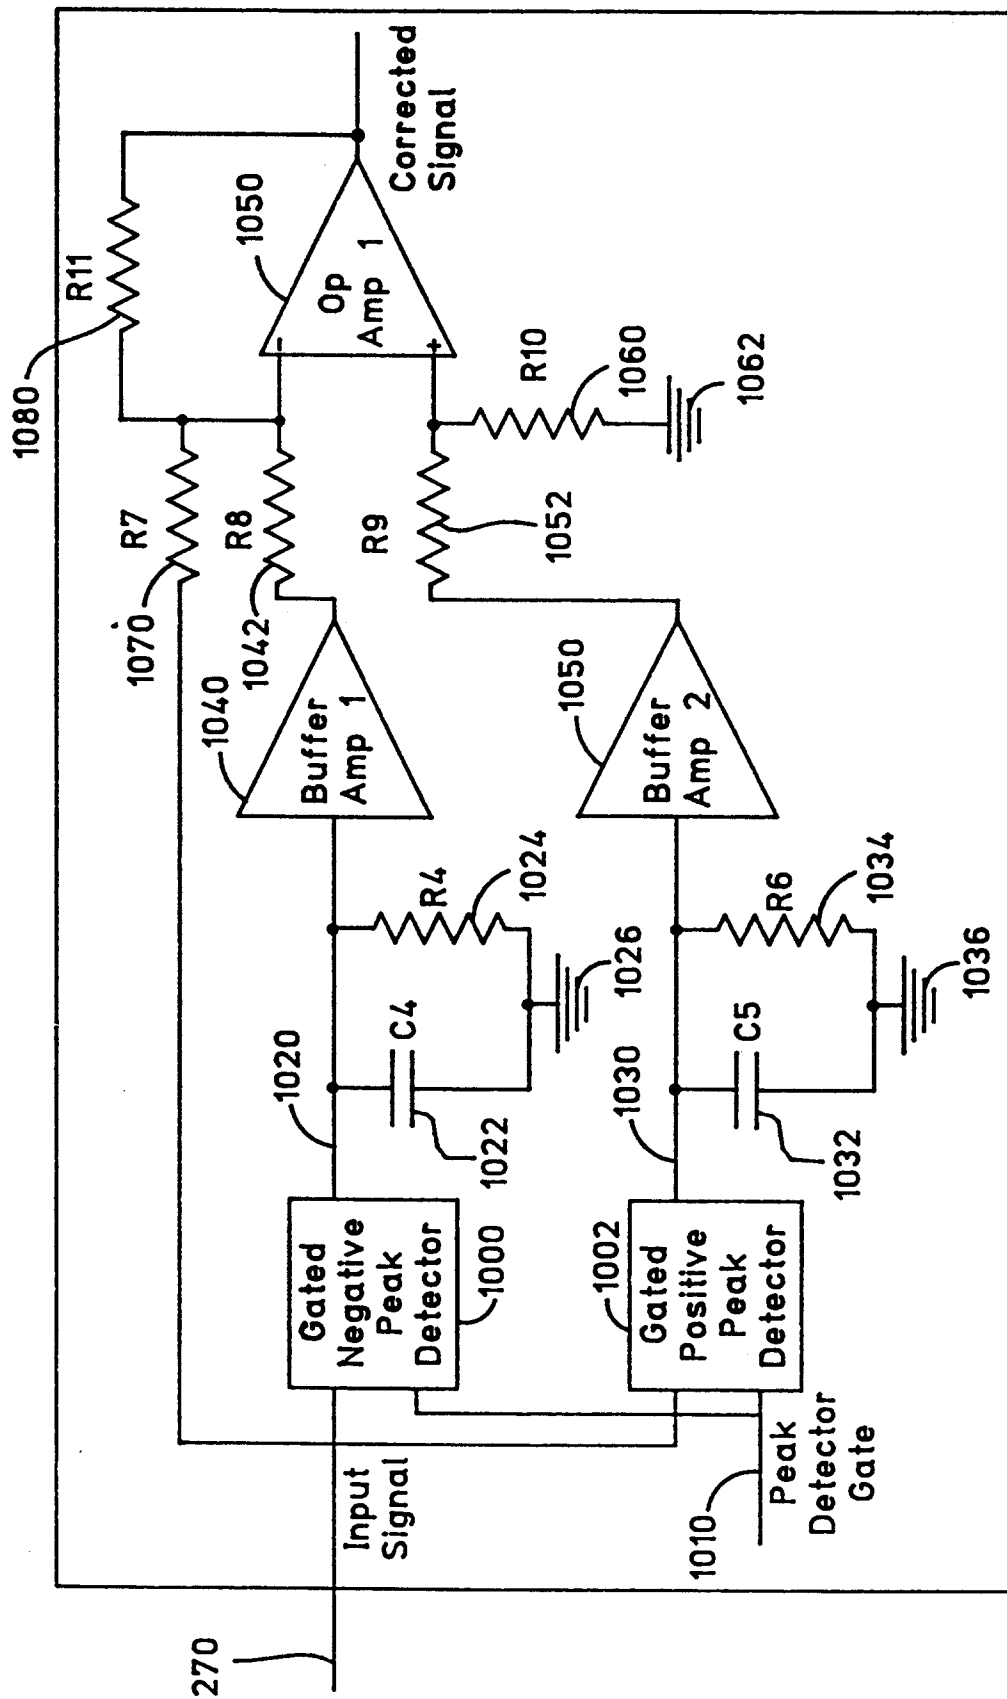 270
Input
Signal
1010
Peak
Detector
Gate
Gated
Negative
Peak
Detector
1000
Gated
Positive
Peak
Detector
1002
1020
C4
1022
R4
1024
1026
1030
C5
1032
R6
1034
1036
Buffer
Amp 1
1040
Buffer
Amp 2
1050
R7
1070
R8
1042
R9
1052
R10
1060
1062
R11
1080
-
+
Op
Amp 1
1050
Corrected
Signal